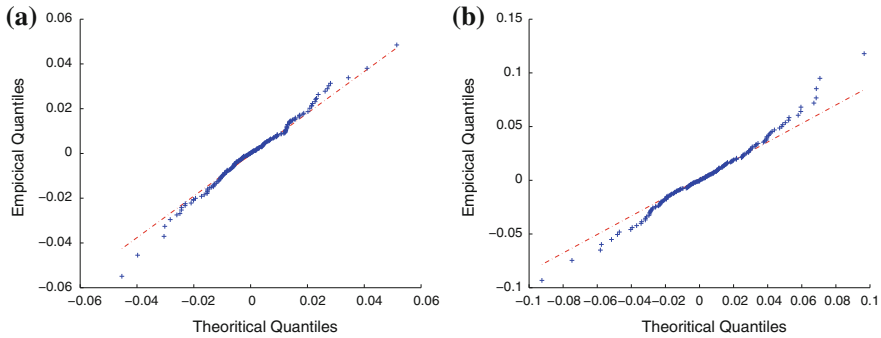 (a)
0.06
0.04
0.02
0
−0.02
−0.04
−0.06
Empicical Quantiles
−0.06 −0.04 −0.02 0 0.02 0.04 0.06
Theoritical Quantiles
(b)
0.15
0.1
0.05
0
−0.05
−0.1
Empicical Quantiles
−0.1 −0.08 −0.06 −0.04 −0.02 0 0.02 0.04 0.06 0.08 0.1
Theoritical Quantiles